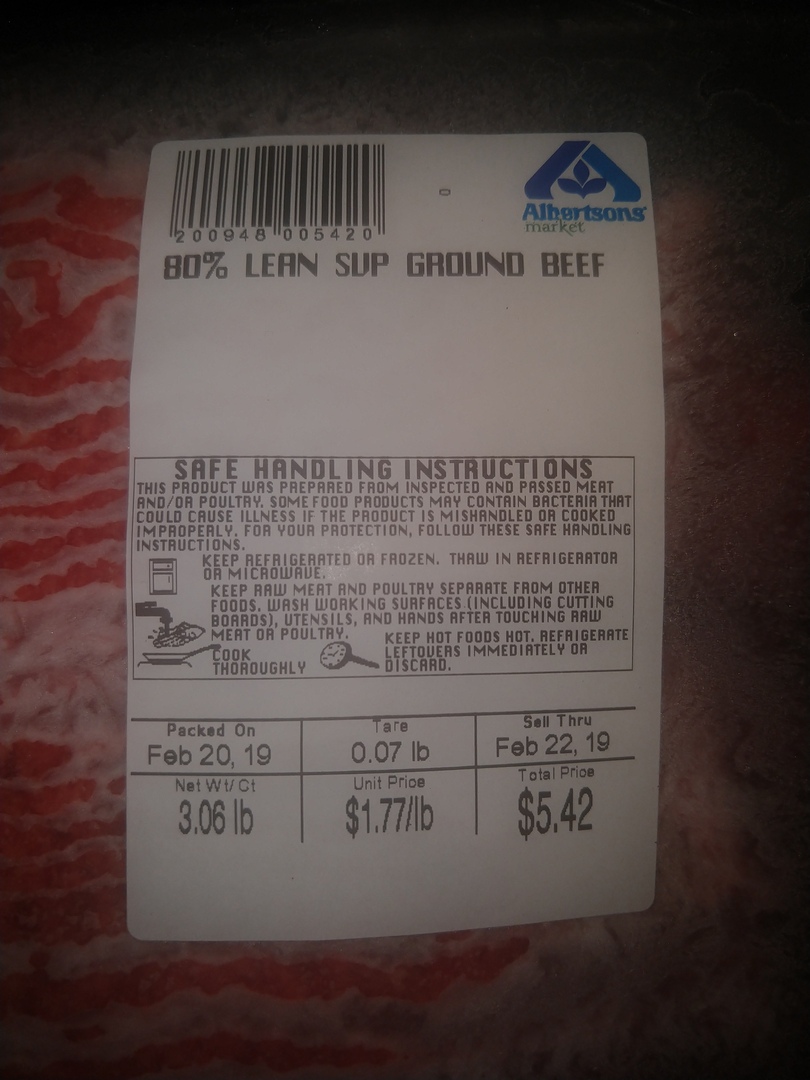 Albertsons
market
200948 005420
80% LEAN SUP GROUND BEEF
SAFE HANDLING INSTRUCTIONS
THIS PRODUCT WAS PREPARED FROM INSPECTED AND PASSED MEAT
AND/OR POULTRY. SOME FOOD PRODUCTS MAY CONTAIN BACTERIA THAT
COULD CAUSE ILLNESS IF THE PRODUCT IS MISHANDLED OR COOKED
IMPROPERLY. FOR YOUR PROTECTION, FOLLOW THESE SAFE HANDLING
INSTRUCTIONS.
KEEP REFRIGERATED OR FROZEN. THAW IN REFRIGERATOR
OR MICROWAVE.
KEEP RAW MEAT AND POULTRY SEPARATE FROM OTHER
FOODS. WASH WORKING SURFACES (INCLUDING CUTTING
BOARDS), UTENSILS, AND HANDS AFTER TOUCHING RAW
MEAT OR POULTRY.
COOK
THOROUGHLY
KEEP HOT FOODS HOT. REFRIGERATE
LEFTOVERS IMMEDIATELY OR
DISCARD.
Packed On
Feb 20, 19
Tare
0.07 lb
Sell Thru
Feb 22, 19
Net Wt/Ct
3.06 lb
Unit Price
$1.77/lb
Total Price
$5.42